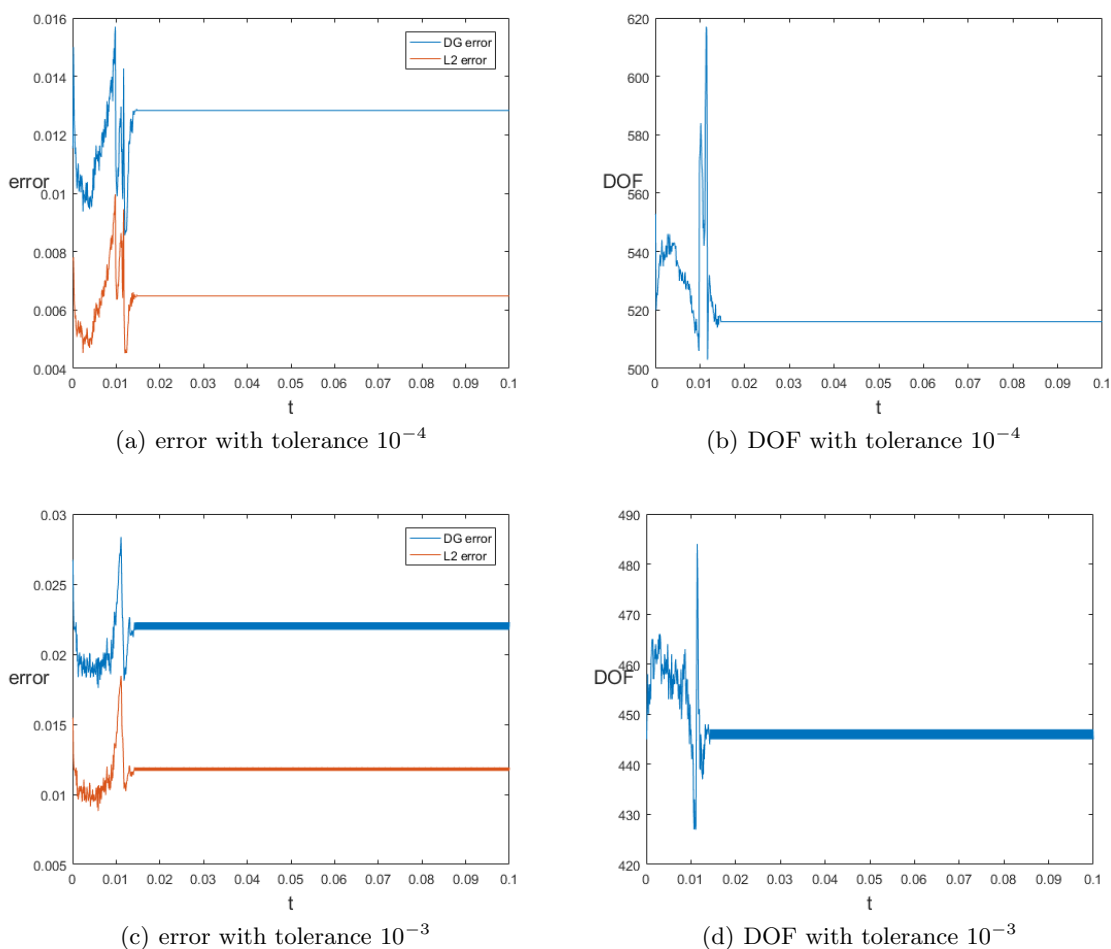 0.016
0.014
0.012
0.01
0.008
0.006
0.004
error
DG error
L2 error
0 0.01 0.02 0.03 0.04 0.05 0.06 0.07 0.08 0.09 0.1
t
(a) error with tolerance 10⁻⁴
620
600
580
560
540
520
500
DOF
0 0.01 0.02 0.03 0.04 0.05 0.06 0.07 0.08 0.09 0.1
t
(b) DOF with tolerance 10⁻⁴
0.03
0.025
0.02
0.015
0.01
0.005
error
DG error
L2 error
0 0.01 0.02 0.03 0.04 0.05 0.06 0.07 0.08 0.09 0.1
t
(c) error with tolerance 10⁻³
490
480
470
460
450
440
430
420
DOF
0 0.01 0.02 0.03 0.04 0.05 0.06 0.07 0.08 0.09 0.1
t
(d) DOF with tolerance 10⁻³